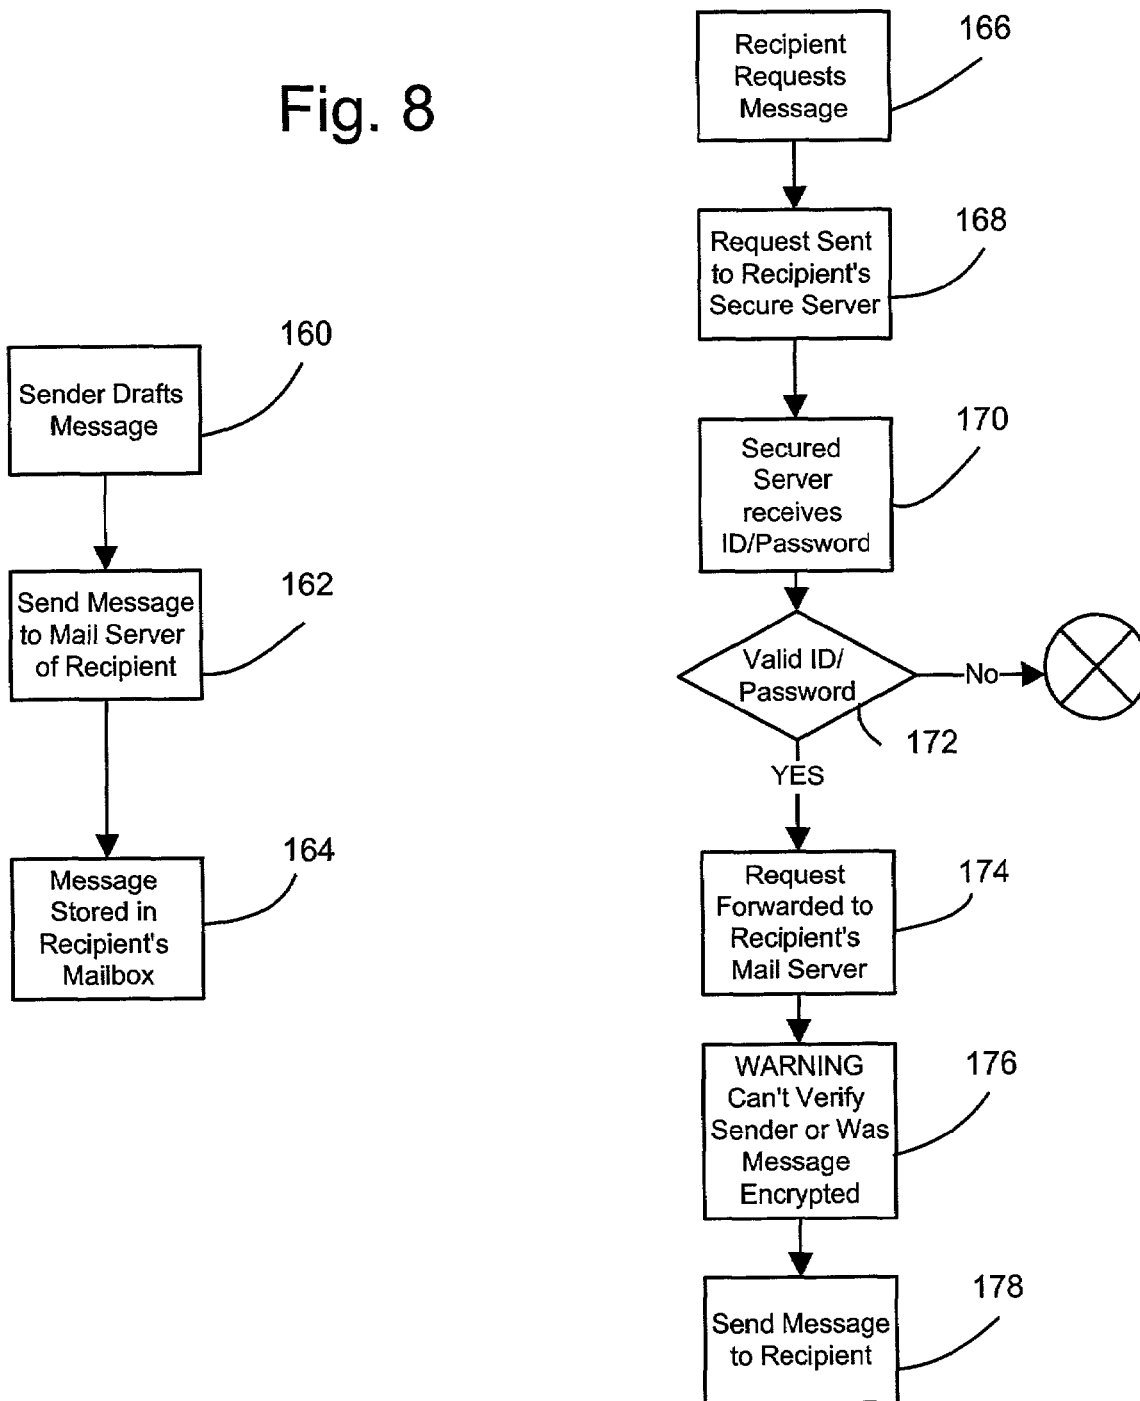 Fig. 8
160
Sender Drafts
Message
162
Send Message
to Mail Server
of Recipient
164
Message
Stored in
Recipient's
Mailbox
166
Recipient
Requests
Message
168
Request Sent
to Recipient's
Secure Server
170
Secured
Server
receives
ID/Password
Valid ID/
Password
No
172
YES
174
Request
Forwarded to
Recipient's
Mail Server
176
WARNING
Can't Verify
Sender or Was
Message
Encrypted
178
Send Message
to Recipient